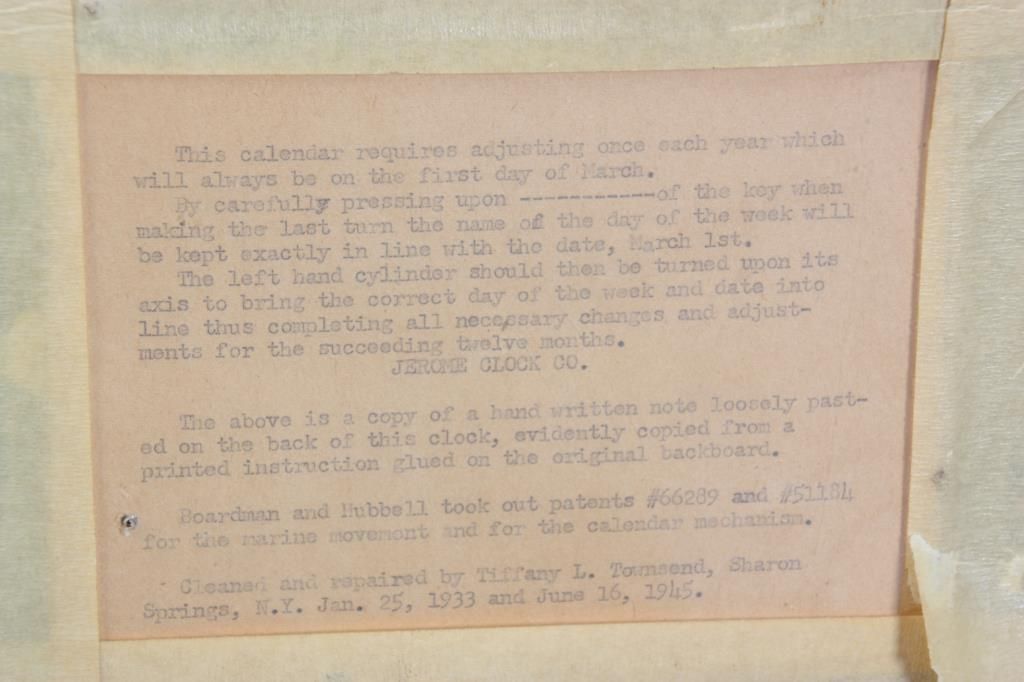 This calendar requires adjusting once each year which
will always be on the first day of March.
By carefully pressing upon -----------of the key when
making the last turn the name of the day of the week will
be kept exactly in line with the date, March 1st.
The left hand cylinder should then be turned upon its
axis to bring the correct day of the week and date into
line thus completing all necessary changes and adjust-
ments for the succeeding twelve months.
JEROME CLOCK CO.
The above is a copy of a hand written note loosely past-
ed on the back of this clock, evidently copied from a
printed instruction glued on the original backboard.
Boardman and Hubbell took out patents #66289 and #51184
for the marine movement and for the calendar mechanism.
Cleaned and repaired by Tiffany L. Townsend, Sharon
Springs, N.Y. Jan. 25, 1933 and June 16, 1945.